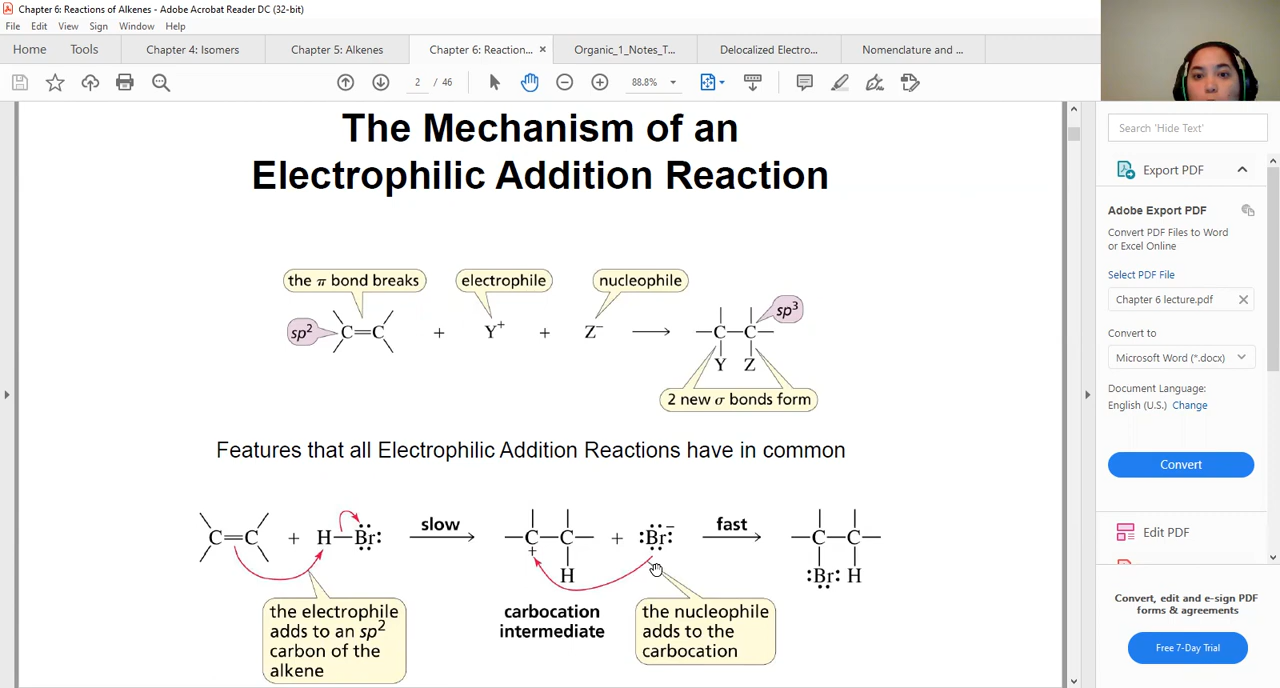 Chapter 6: Reactions of Alkenes - Adobe Acrobat Reader DC (32-bit)
File Edit View Sign Window Help
Home Tools Chapter 4: Isomers Chapter 5: Alkenes Chapter 6: Reaction... × Organic_1_Notes_T... Delocalized Electro... Nomenclature and ...
2 / 46 88.8%
Search 'Hide Text'
Export PDF
Adobe Export PDF
Convert PDF Files to Word
or Excel Online
Select PDF File
Chapter 6 lecture.pdf
Convert to
Microsoft Word (*.docx)
Document Language:
English (U.S.) Change
Convert
Edit PDF
Convert, edit and e-sign PDF
forms & agreements
Free 7-Day Trial
The Mechanism of an
Electrophilic Addition Reaction
the π bond breaks electrophile nucleophile
sp3
sp2 C=C + Y+ + Z− → —C—C—
Y Z
2 new σ bonds form
Features that all Electrophilic Addition Reactions have in common
slow fast
C=C + H—Br: → —C—C— + :Br:− → —C—C—
+
H :Br: H
the electrophile
adds to an sp2
carbon of the
alkene
carbocation
intermediate
the nucleophile
adds to the
carbocation